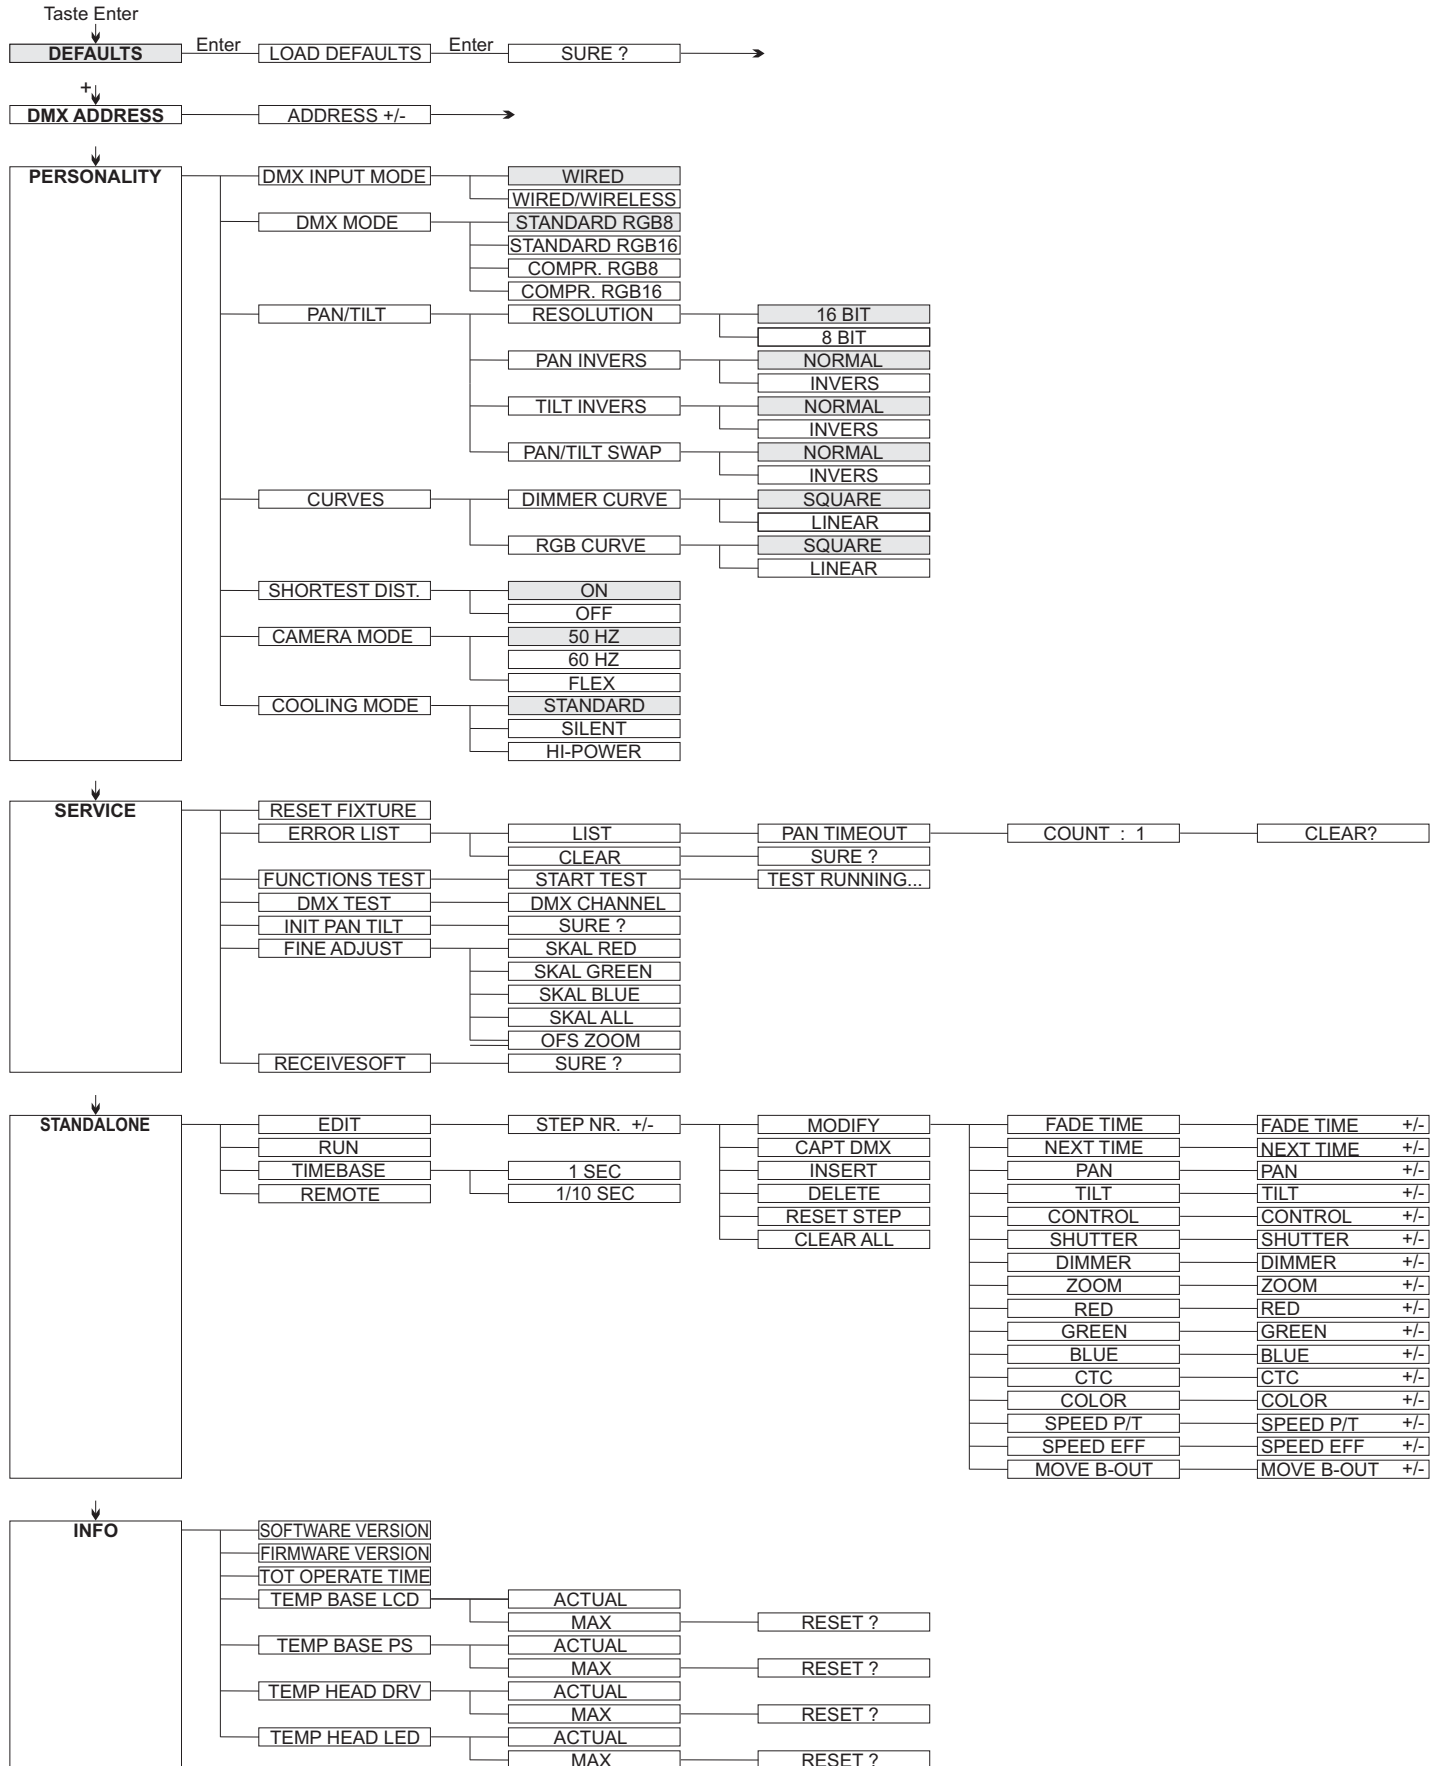 Taste Enter
DEFAULTS Enter LOAD DEFAULTS Enter SURE ?
+
DMX ADDRESS ADDRESS +/-
PERSONALITY DMX INPUT MODE WIRED
WIRED/WIRELESS
DMX MODE STANDARD RGB8
STANDARD RGB16
COMPR. RGB8
COMPR. RGB16
PAN/TILT RESOLUTION 16 BIT
8 BIT
PAN INVERS NORMAL
INVERS
TILT INVERS NORMAL
INVERS
PAN/TILT SWAP NORMAL
INVERS
CURVES DIMMER CURVE SQUARE
LINEAR
RGB CURVE SQUARE
LINEAR
SHORTEST DIST. ON
OFF
CAMERA MODE 50 HZ
60 HZ
FLEX
COOLING MODE STANDARD
SILENT
HI-POWER
SERVICE RESET FIXTURE
ERROR LIST LIST PAN TIMEOUT COUNT : 1 CLEAR?
CLEAR SURE ?
FUNCTIONS TEST START TEST TEST RUNNING...
DMX TEST DMX CHANNEL
INIT PAN TILT SURE ?
FINE ADJUST SKAL RED
SKAL GREEN
SKAL BLUE
SKAL ALL
OFS ZOOM
RECEIVESOFT SURE ?
STANDALONE EDIT STEP NR. +/- MODIFY FADE TIME FADE TIME +/-
RUN CAPT DMX NEXT TIME NEXT TIME +/-
TIMEBASE 1 SEC INSERT PAN PAN +/-
REMOTE 1/10 SEC DELETE TILT TILT +/-
RESET STEP CONTROL CONTROL +/-
CLEAR ALL SHUTTER SHUTTER +/-
DIMMER DIMMER +/-
ZOOM ZOOM +/-
RED RED +/-
GREEN GREEN +/-
BLUE BLUE +/-
CTC CTC +/-
COLOR COLOR +/-
SPEED P/T SPEED P/T +/-
SPEED EFF SPEED EFF +/-
MOVE B-OUT MOVE B-OUT +/-
INFO SOFTWARE VERSION
FIRMWARE VERSION
TOT OPERATE TIME
TEMP BASE LCD ACTUAL
MAX RESET ?
TEMP BASE PS ACTUAL
MAX RESET ?
TEMP HEAD DRV ACTUAL
MAX RESET ?
TEMP HEAD LED ACTUAL
MAX RESET ?